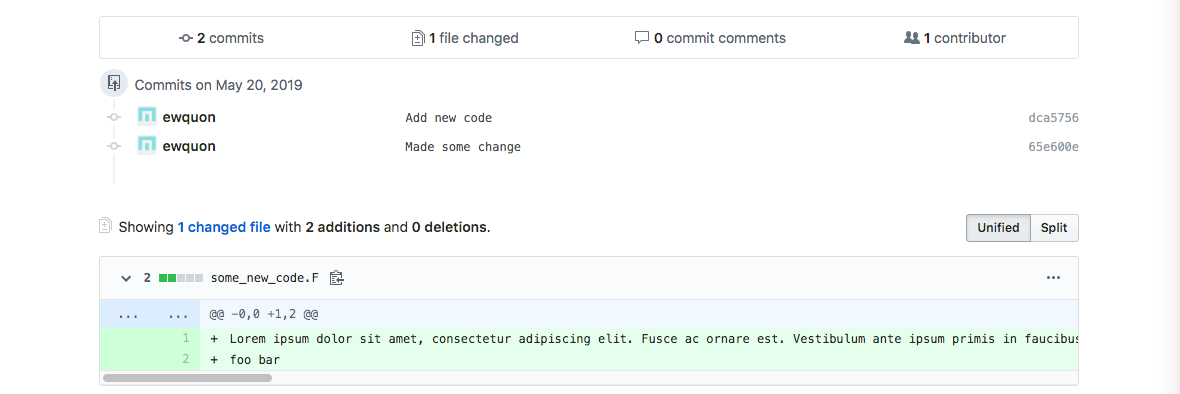 2 commits 1 file changed 0 commit comments 1 contributor
Commits on May 20, 2019
ewquon Add new code dca5756
ewquon Made some change 65e600e
Showing 1 changed file with 2 additions and 0 deletions. Unified Split
2 some_new_code.F ...
... ... @@ -0,0 +1,2 @@
1 + Lorem ipsum dolor sit amet, consectetur adipiscing elit. Fusce ac ornare est. Vestibulum ante ipsum primis in faucibus
2 + foo bar